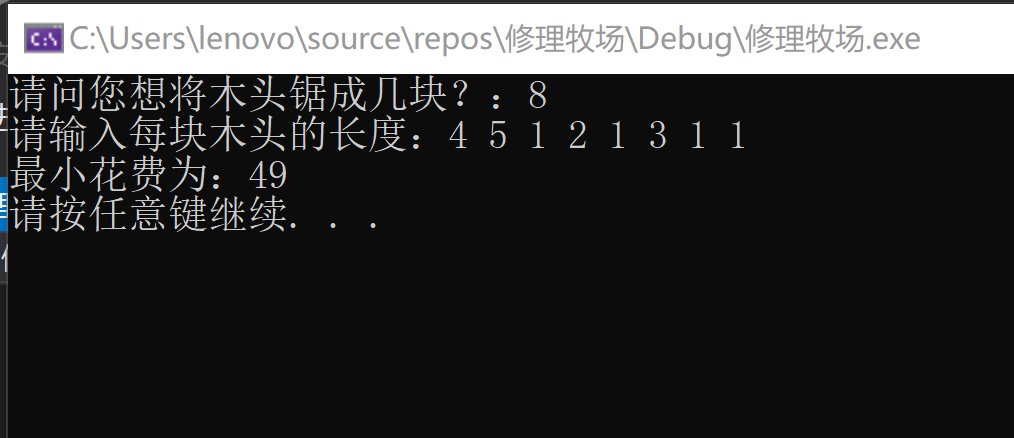 C:\Users\lenovo\source\repos\修理牧场\Debug\修理牧场.exe
请问您想将木头锯成几块？：8
请输入每块木头的长度：4 5 1 2 1 3 1 1
最小花费为：49
请按任意键继续. . .